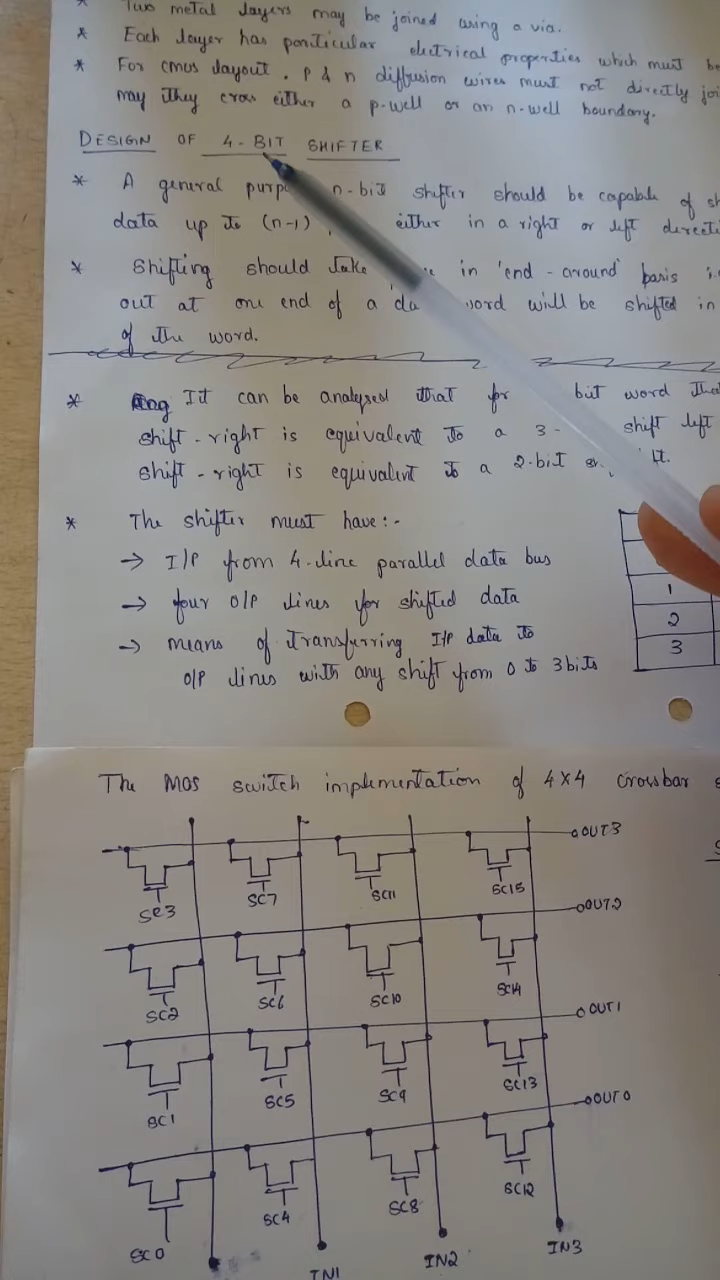 * Two metal layers may be joined using a via.
* Each layer has particular electrical properties which must be
* For CMOS layout, P & n diffusion wires must not directly
may they cross either a p-well or an n-well boundary.
DESIGN OF 4-BIT SHIFTER
* A general n-bit shifter should be capable of
data up to (n-1) either in a right or left
* Shifting should take in 'end-around' basis
out at one end of a word will be shifted in
of the word.
* It can be analysed that for but word
shift-right is equivalent to a 3- shift left
shift-right is equivalent to a 2-bit
* The shifter must have:-
→ I/P from 4-line parallel data bus
1
→ four O/P lines for shifted data
2
→ means of transferring I/P data to
3
O/P lines with any shift from 0 to 3 bits
The MOS switch implementation of 4X4 crowbar
OUT3
SC3 SC7 SC11 SC15
OUT2
SC2 SC6 SC10 SC14
OUT1
SC1 SC5 SC9 SC13
OUT0
SC0 SC4 SC8 SC12
IN1 IN2 IN3